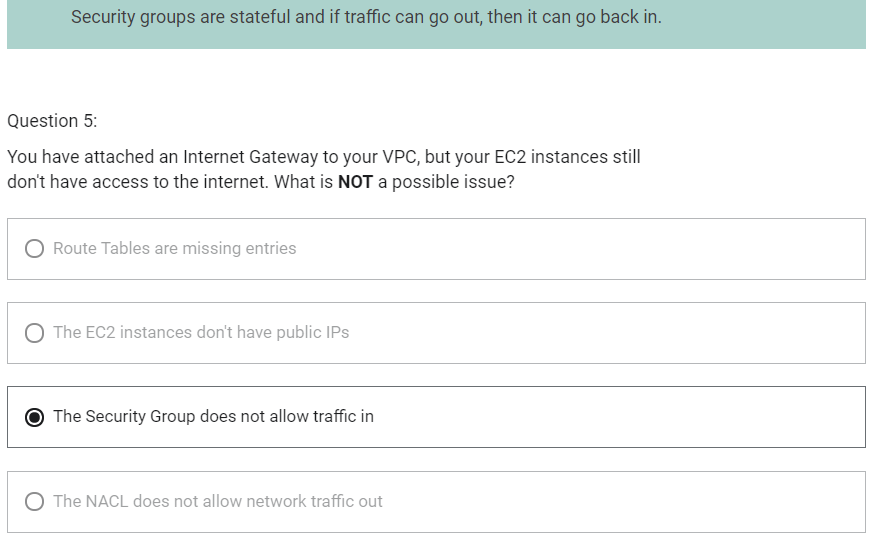 Security groups are stateful and if traffic can go out, then it can go back in.
Question 5:
You have attached an Internet Gateway to your VPC, but your EC2 instances still
don't have access to the internet. What is NOT a possible issue?
Route Tables are missing entries
The EC2 instances don't have public IPs
The Security Group does not allow traffic in
The NACL does not allow network traffic out